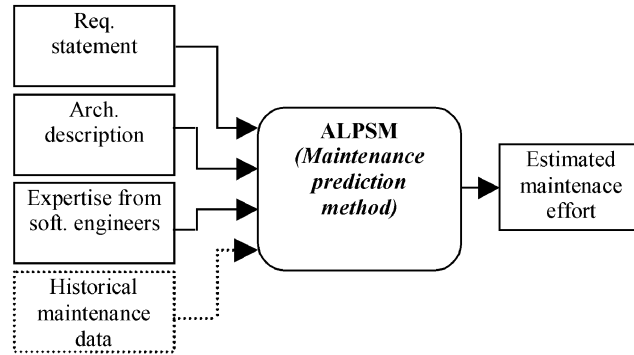 Req.
statement
Arch.
description
Expertise from
soft. engineers
Historical
maintenance
data
ALPSM
(Maintenance
prediction
method)
Estimated
maintenace
effort